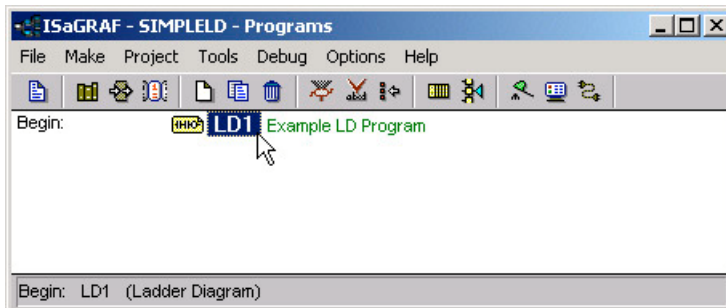 ISaGRAF - SIMPLELD - Programs
File Make Project Tools Debug Options Help
Begin: LD1 Example LD Program
Begin: LD1 (Ladder Diagram)